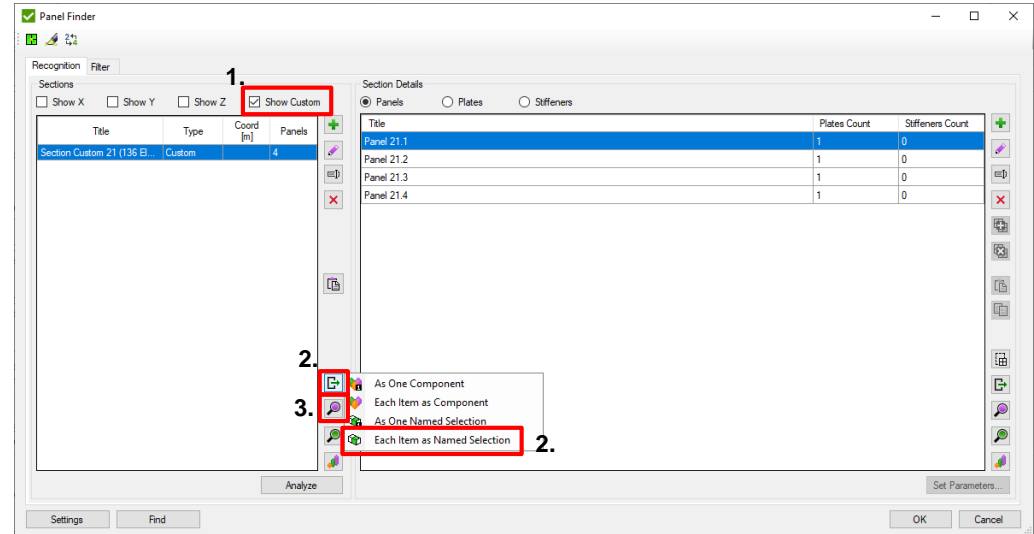 Panel Finder
Recognition Filter
1.
Sections
Show X Show Y Show Z Show Custom
Title Type Coord [m] Panels
Section Custom 21 (136 El... Custom 4
Section Details
Panels Plates Stiffeners
Title Plates Count Stiffeners Count
Panel 21.1 1 0
Panel 21.2 1 0
Panel 21.3 1 0
Panel 21.4 1 0
2.
3.
As One Component
Each Item as Component
As One Named Selection
Each Item as Named Selection
2.
Analyze
Set Parameters...
Settings Find OK Cancel